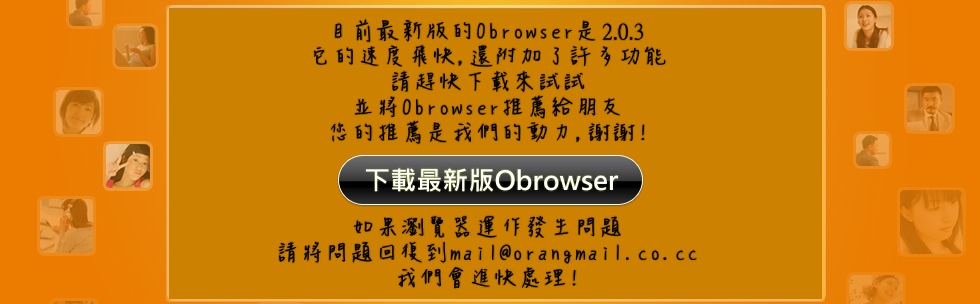 目前最新版的Obrowser是2.0.3
它的速度飛快,還附加了許多功能
請趕快下載來試試
並將Obrowser推薦給朋友
您的推薦是我們的動力,謝謝!
下載最新版Obrowser
如果瀏覽器運作發生問題
請將問題回復到mail@orangmail.co.cc
我們會進快處理!